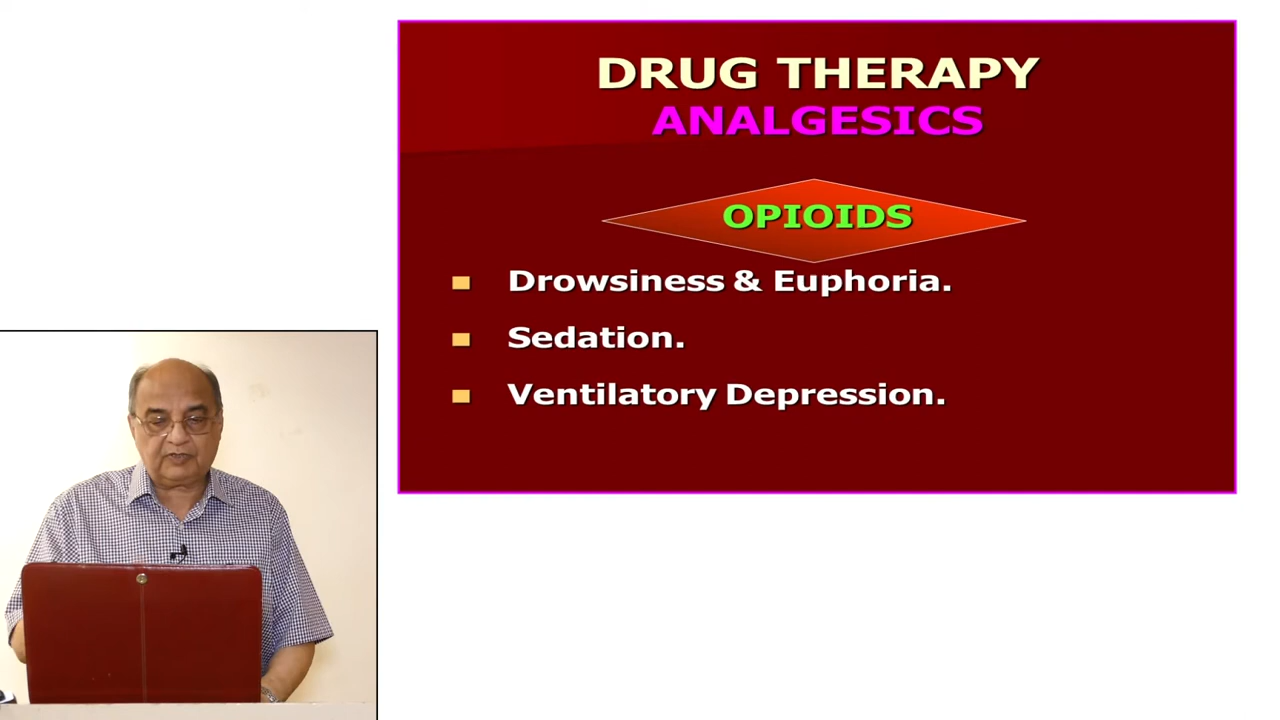 DRUG THERAPY
ANALGESICS
OPIOIDS
Drowsiness & Euphoria.
Sedation.
Ventilatory Depression.